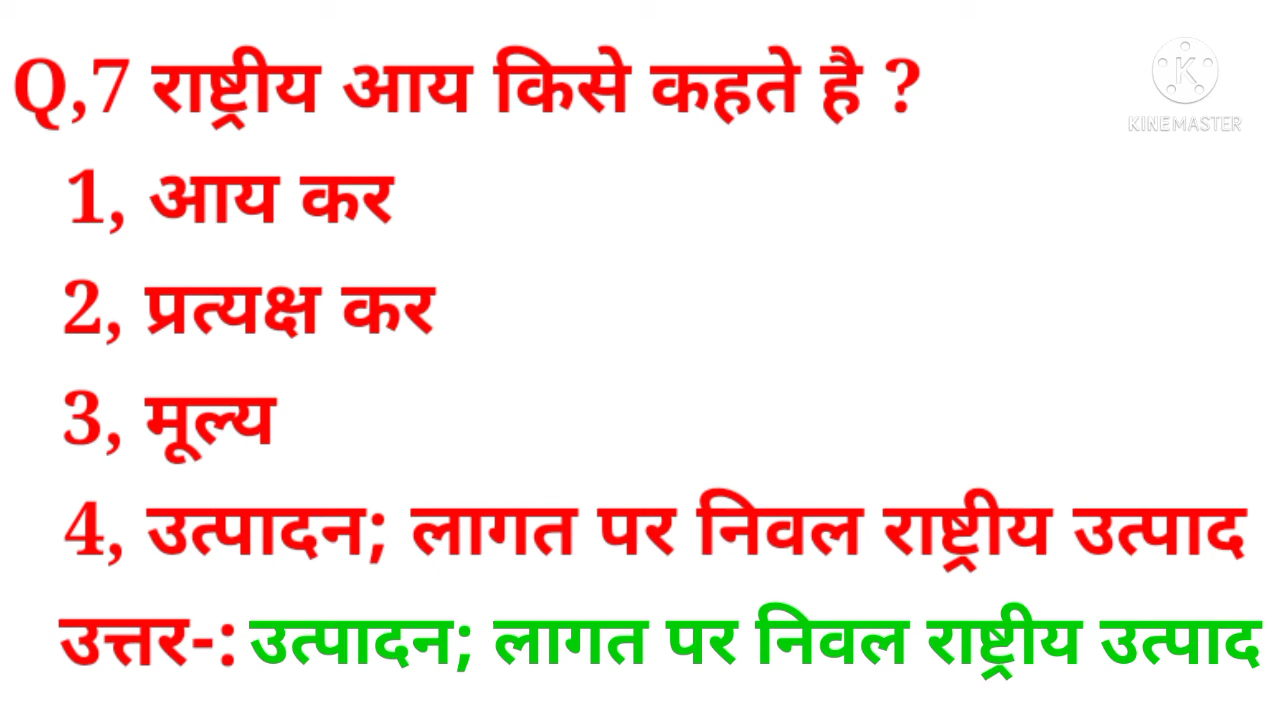 Q,7 राष्ट्रीय आय किसे कहते है ?
KINEMASTER
1, आय कर
2, प्रत्यक्ष कर
3, मूल्य
4, उत्पादन; लागत पर निवल राष्ट्रीय उत्पाद
उत्तर-: उत्पादन; लागत पर निवल राष्ट्रीय उत्पाद